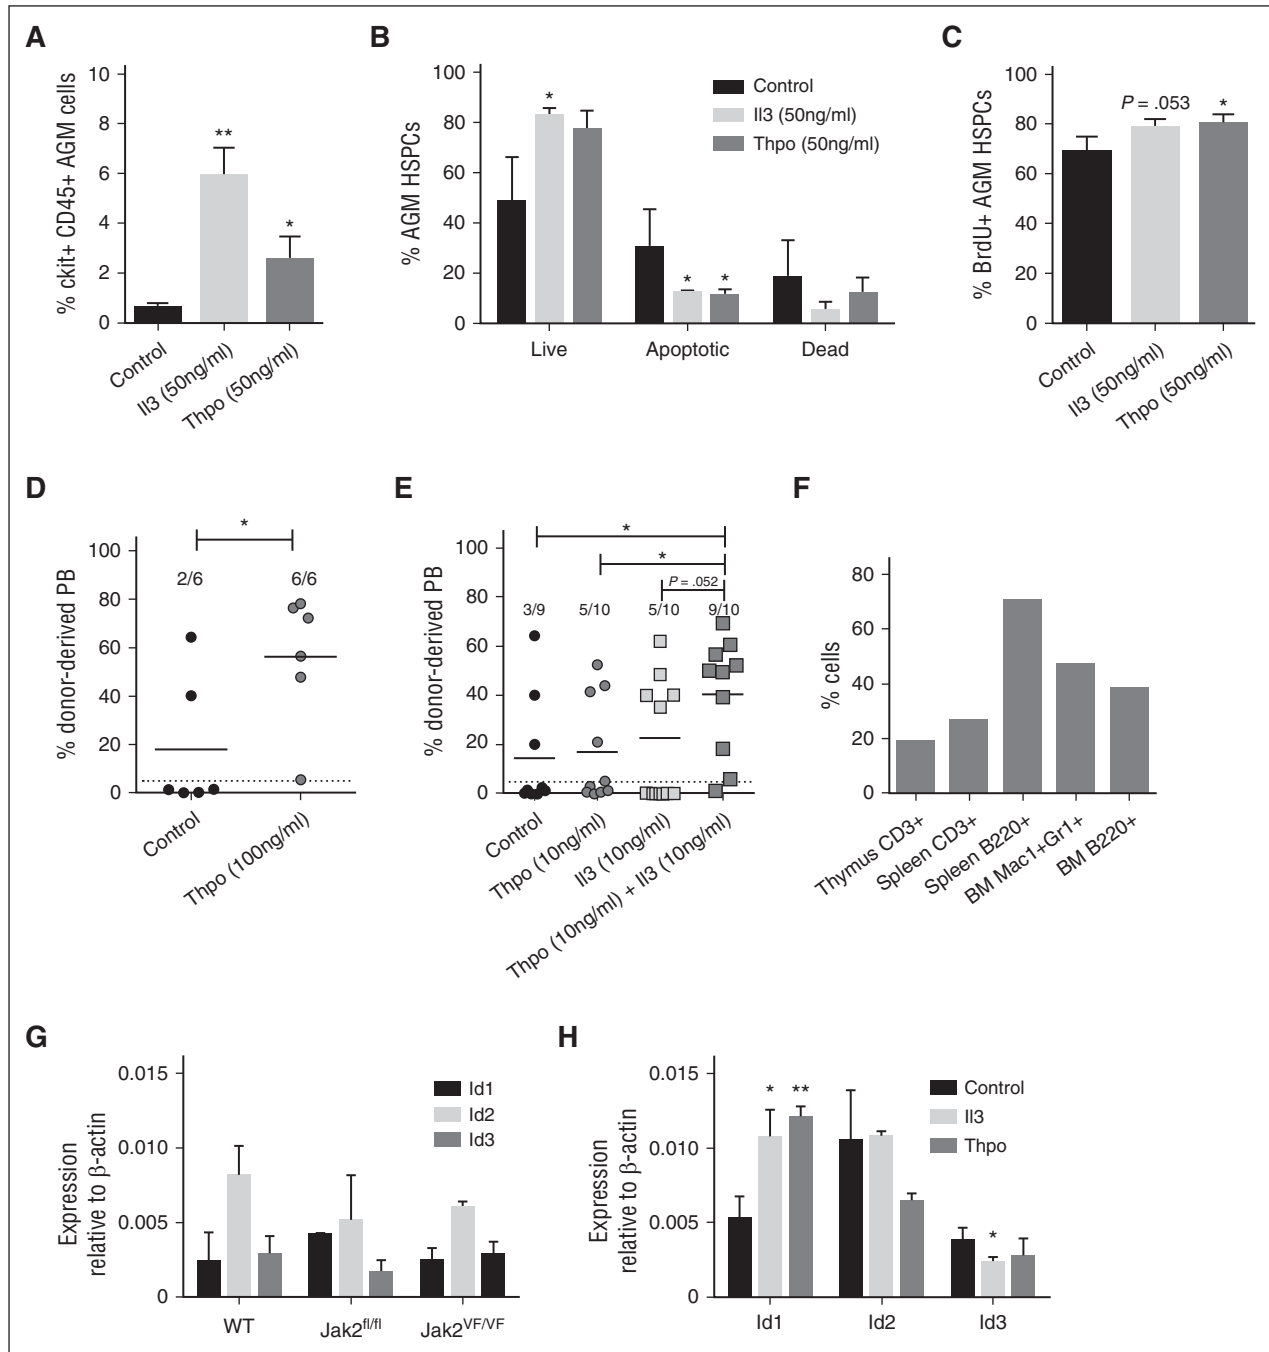 A
% ckit+ CD45+ AGM cells
10
8
6
4
2
0
**
*
Control
Il3 (50ng/ml)
Thpo (50ng/ml)
B
% AGM HSPCs
100
80
60
40
20
0
*
*
*
Control
Il3 (50ng/ml)
Thpo (50ng/ml)
Live
Apoptotic
Dead
C
% BrdU+ AGM HSPCs
100
80
60
40
20
0
P = .053
*
Control
Il3 (50ng/ml)
Thpo (50ng/ml)
D
% donor-derived PB
100
80
60
40
20
0
*
2/6
6/6
Control
Thpo (100ng/ml)
E
% donor-derived PB
100
80
60
40
20
0
*
*
P = .052
3/9
5/10
5/10
9/10
Control
Thpo (10ng/ml)
Il3 (10ng/ml)
Thpo (10ng/ml) + Il3 (10ng/ml)
F
% cells
80
60
40
20
0
Thymus CD3+
Spleen CD3+
Spleen B220+
BM Mac1+Gr1+
BM B220+
G
Expression
relative to β-actin
0.015
0.010
0.005
0
Id1
Id2
Id3
WT
Jak2fl/fl
Jak2VF/VF
H
Expression
relative to β-actin
0.015
0.010
0.005
0
*
**
*
Control
Il3
Thpo
Id1
Id2
Id3